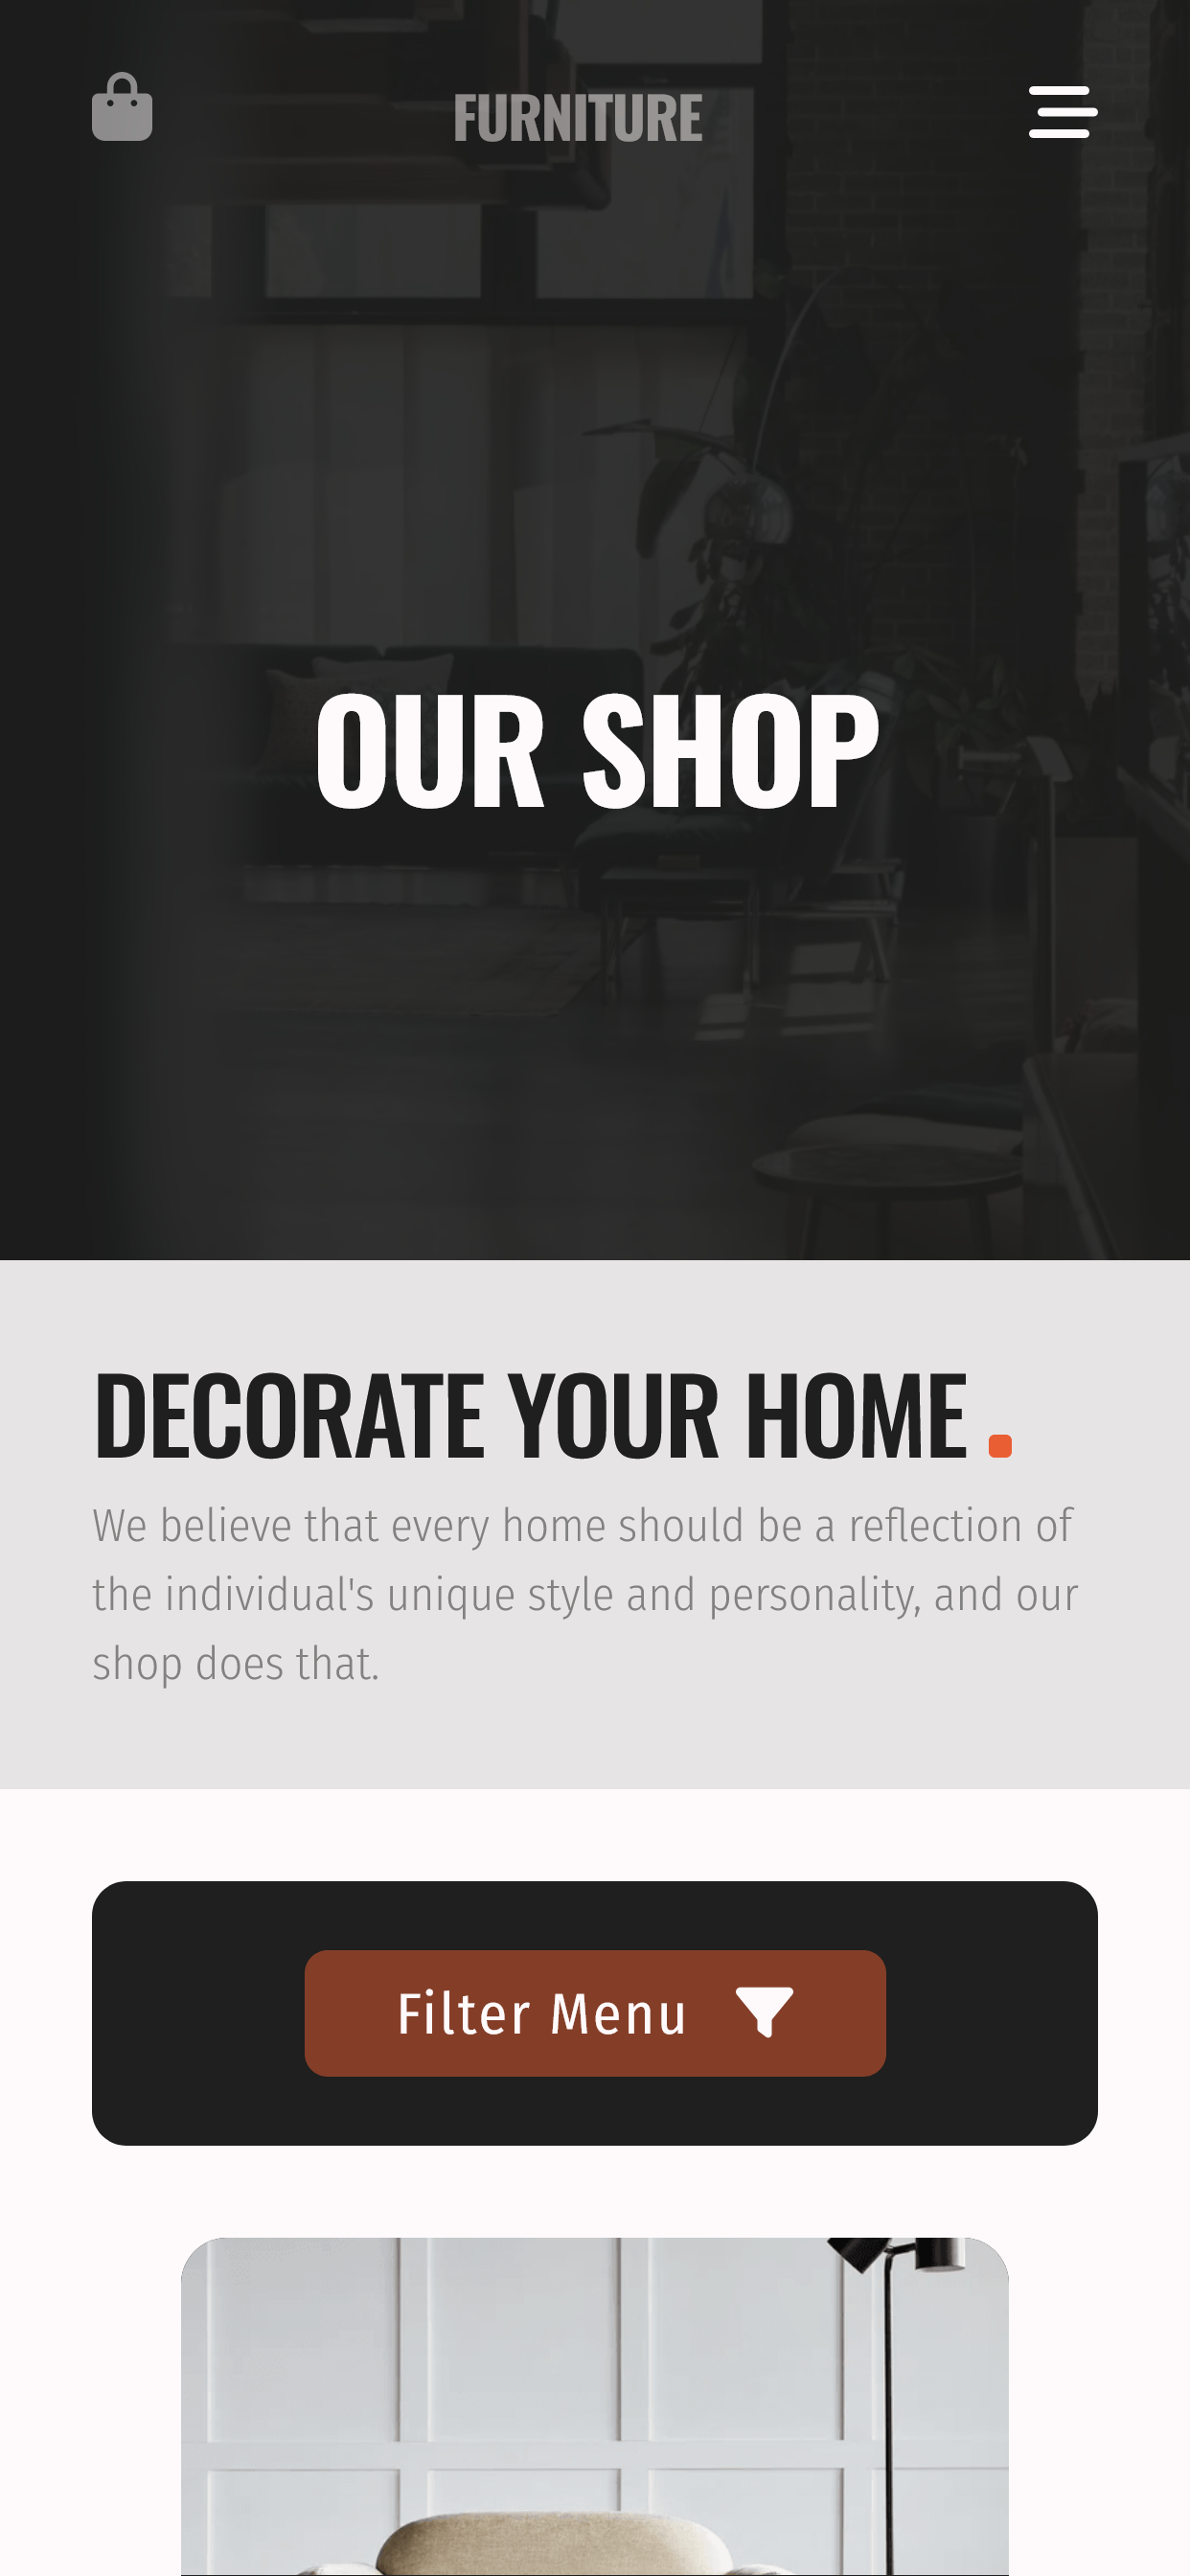 FURNITURE
OUR SHOP
DECORATE YOUR HOME .
We believe that every home should be a reflection of
the individual's unique style and personality, and our
shop does that.
Filter Menu